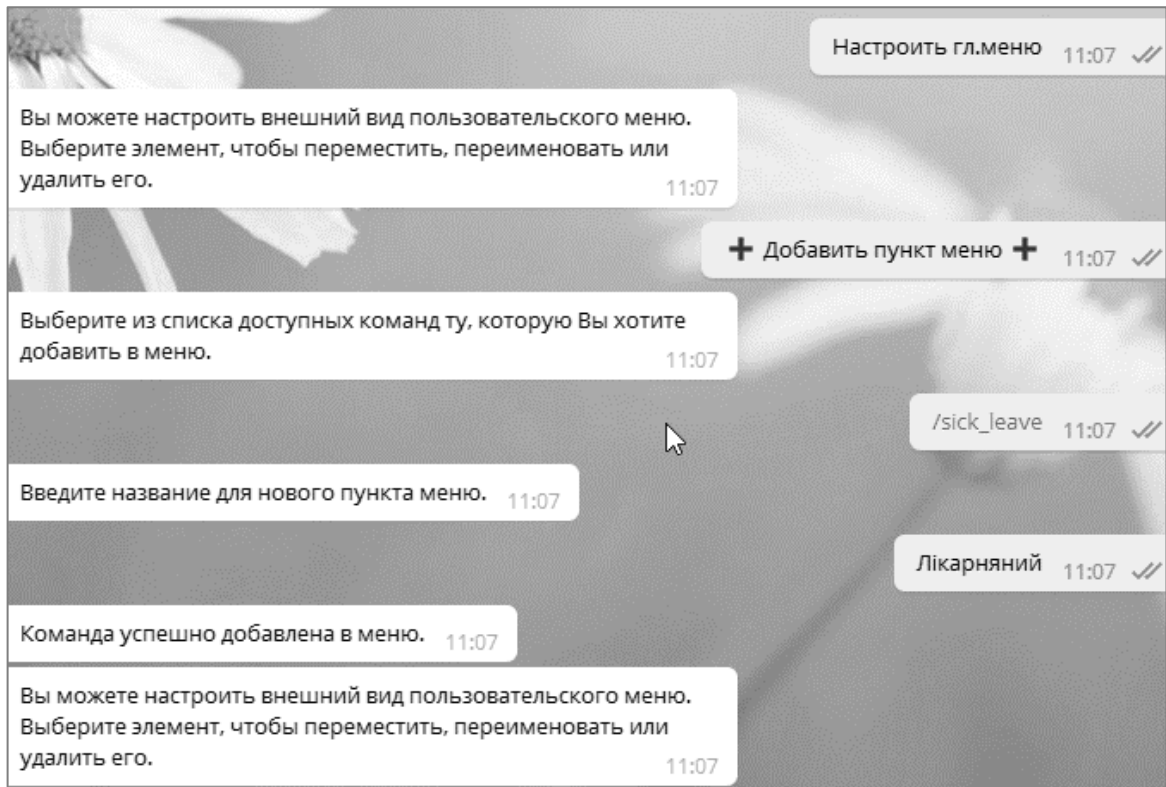 Настроить гл.меню 11:07
Вы можете настроить внешний вид пользовательского меню.
Выберите элемент, чтобы переместить, переименовать или
удалить его.
11:07
➕ Добавить пункт меню ➕ 11:07
Выберите из списка доступных команд ту, которую Вы хотите
добавить в меню.
11:07
/sick_leave 11:07
Введите название для нового пункта меню. 11:07
Лікарняний 11:07
Команда успешно добавлена в меню. 11:07
Вы можете настроить внешний вид пользовательского меню.
Выберите элемент, чтобы переместить, переименовать или
удалить его.
11:07